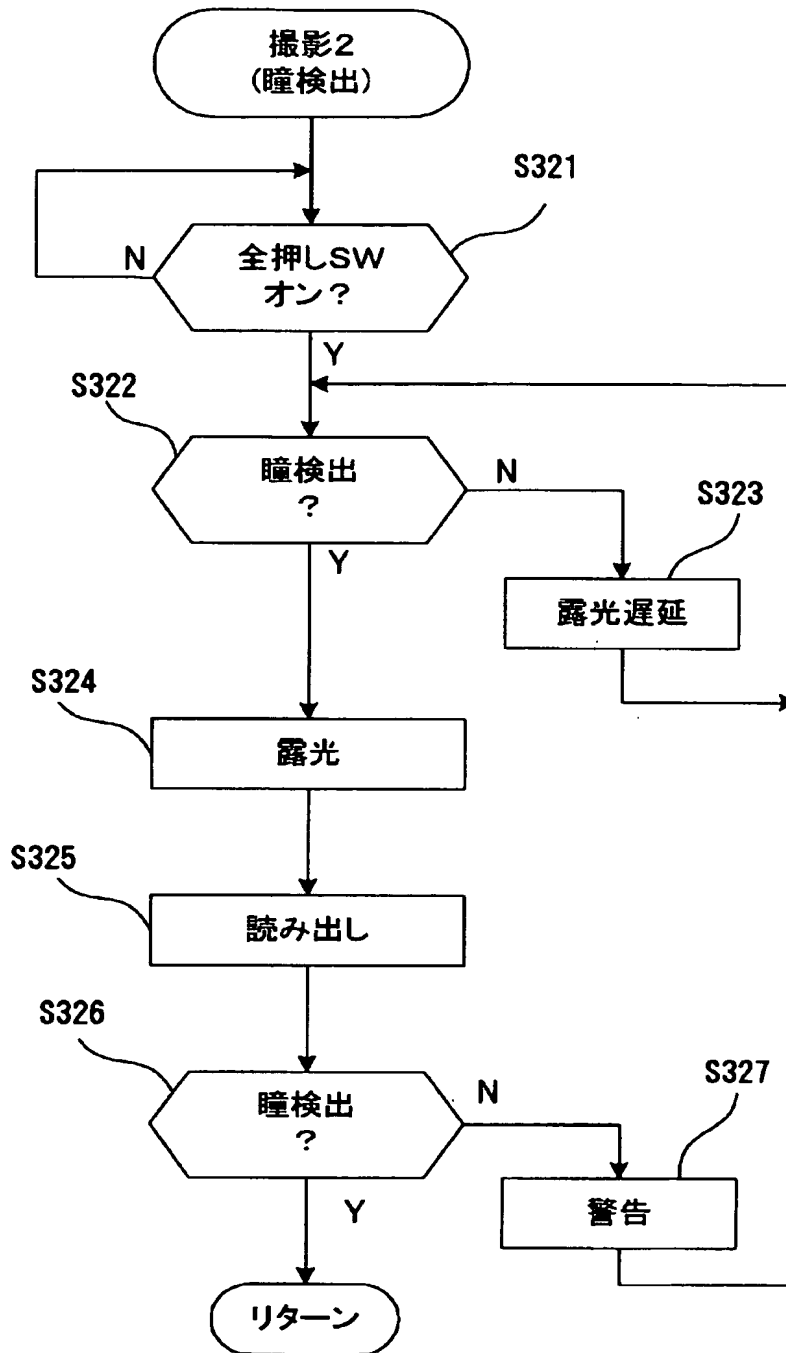 撮影2
(瞳検出)
S321
全押しSW
オン?
N
Y
S322
瞳検出
?
N
Y
S323
露光遅延
S324
露光
S325
読み出し
S326
瞳検出
?
N
Y
S327
警告
リターン